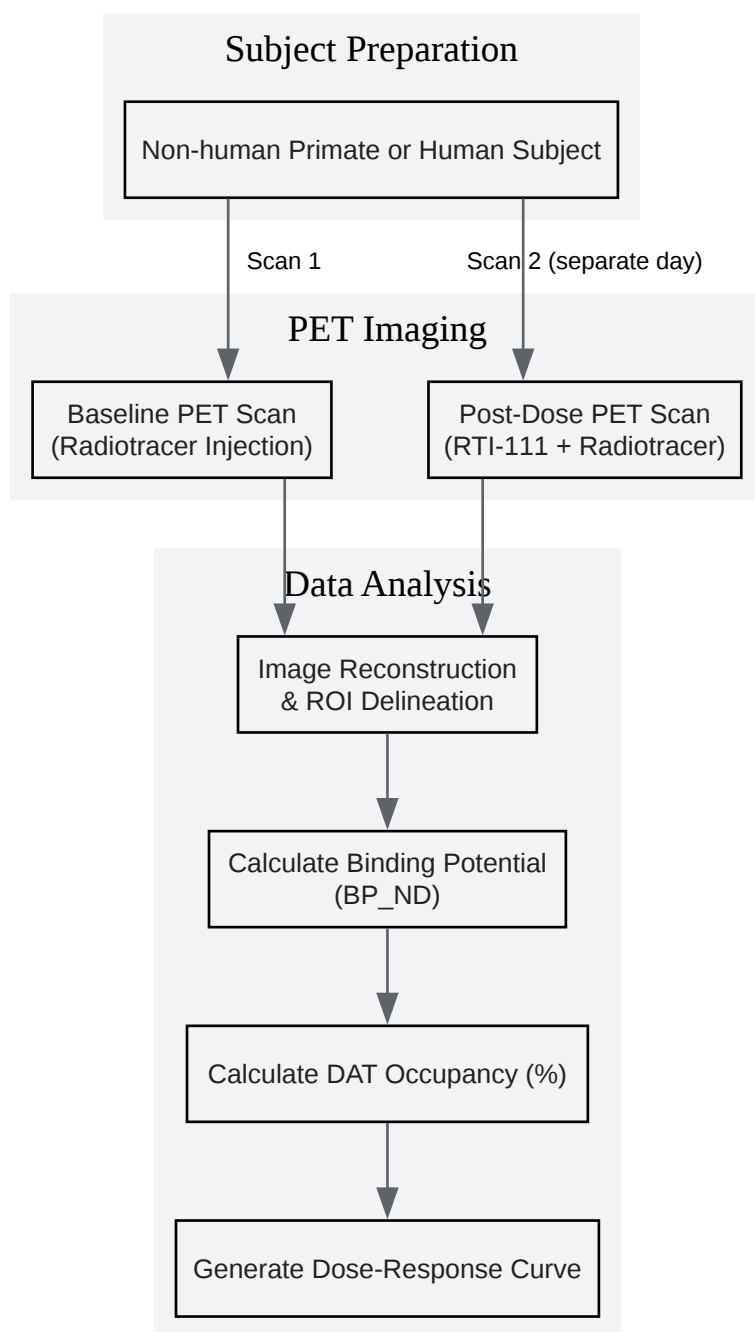 Subject Preparation
Non-human Primate or Human Subject
Scan 1
Scan 2 (separate day)
PET Imaging
Baseline PET Scan
(Radiotracer Injection)
Post-Dose PET Scan
(RTI-111 + Radiotracer)
Data Analysis
Image Reconstruction
& ROI Delineation
Calculate Binding Potential
(BP_ND)
Calculate DAT Occupancy (%)
Generate Dose-Response Curve